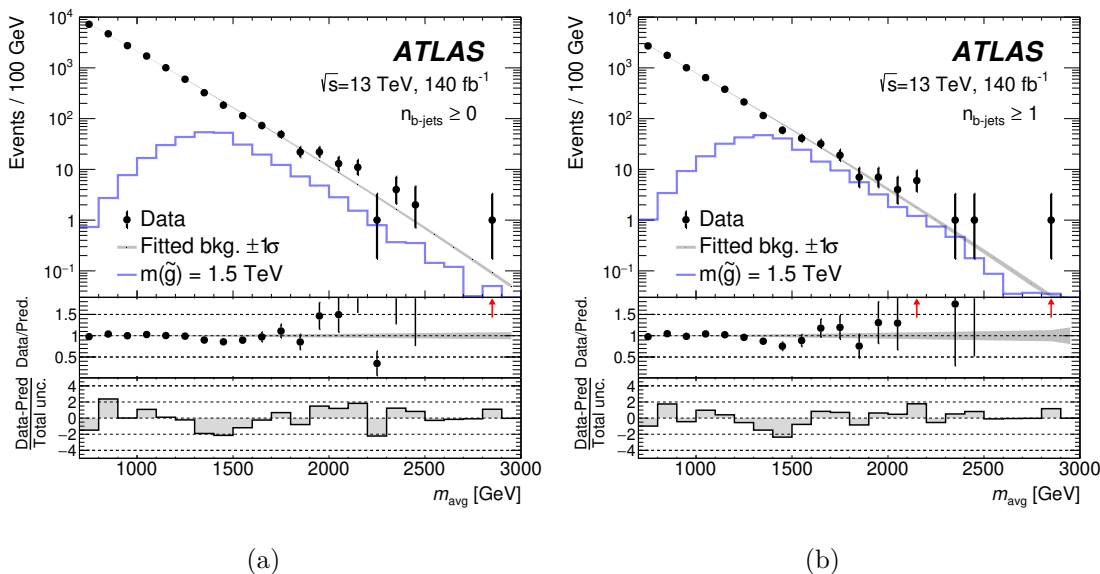 Events / 100 GeV
10⁴
10³
10²
10
1
10⁻¹
ATLAS
√s=13 TeV, 140 fb⁻¹
n_b-jets ≥ 0
Data
Fitted bkg. ±1σ
m(g̃) = 1.5 TeV
Data/Pred.
1.5
1
0.5
Data-Pred
Total unc.
4
2
0
−2
−4
1000 1500 2000 2500 3000
m_avg [GeV]
(a)
Events / 100 GeV
10⁴
10³
10²
10
1
10⁻¹
ATLAS
√s=13 TeV, 140 fb⁻¹
n_b-jets ≥ 1
Data
Fitted bkg. ±1σ
m(g̃) = 1.5 TeV
Data/Pred.
1.5
1
0.5
Data-Pred
Total unc.
4
2
0
−2
−4
1000 1500 2000 2500 3000
m_avg [GeV]
(b)